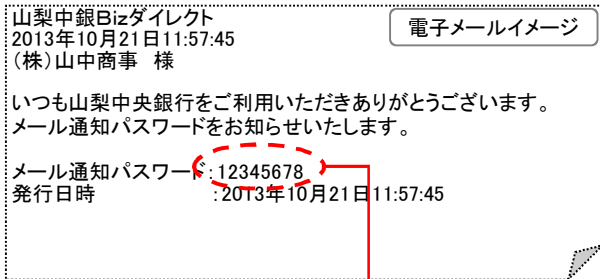 山梨中銀Bizダイレクト
電子メールイメージ
2013年10月21日11:57:45
(株)山中商事 様
いつも山梨中央銀行をご利用いただきありがとうございます。
メール通知パスワードをお知らせいたします。
メール通知パスワード:12345678
発行日時 :2013年10月21日11:57:45